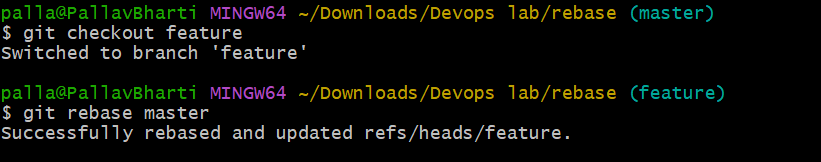 palla@PallavBharti MINGW64 ~/Downloads/Devops lab/rebase (master)
$ git checkout feature
Switched to branch 'feature'
palla@PallavBharti MINGW64 ~/Downloads/Devops lab/rebase (feature)
$ git rebase master
Successfully rebased and updated refs/heads/feature.